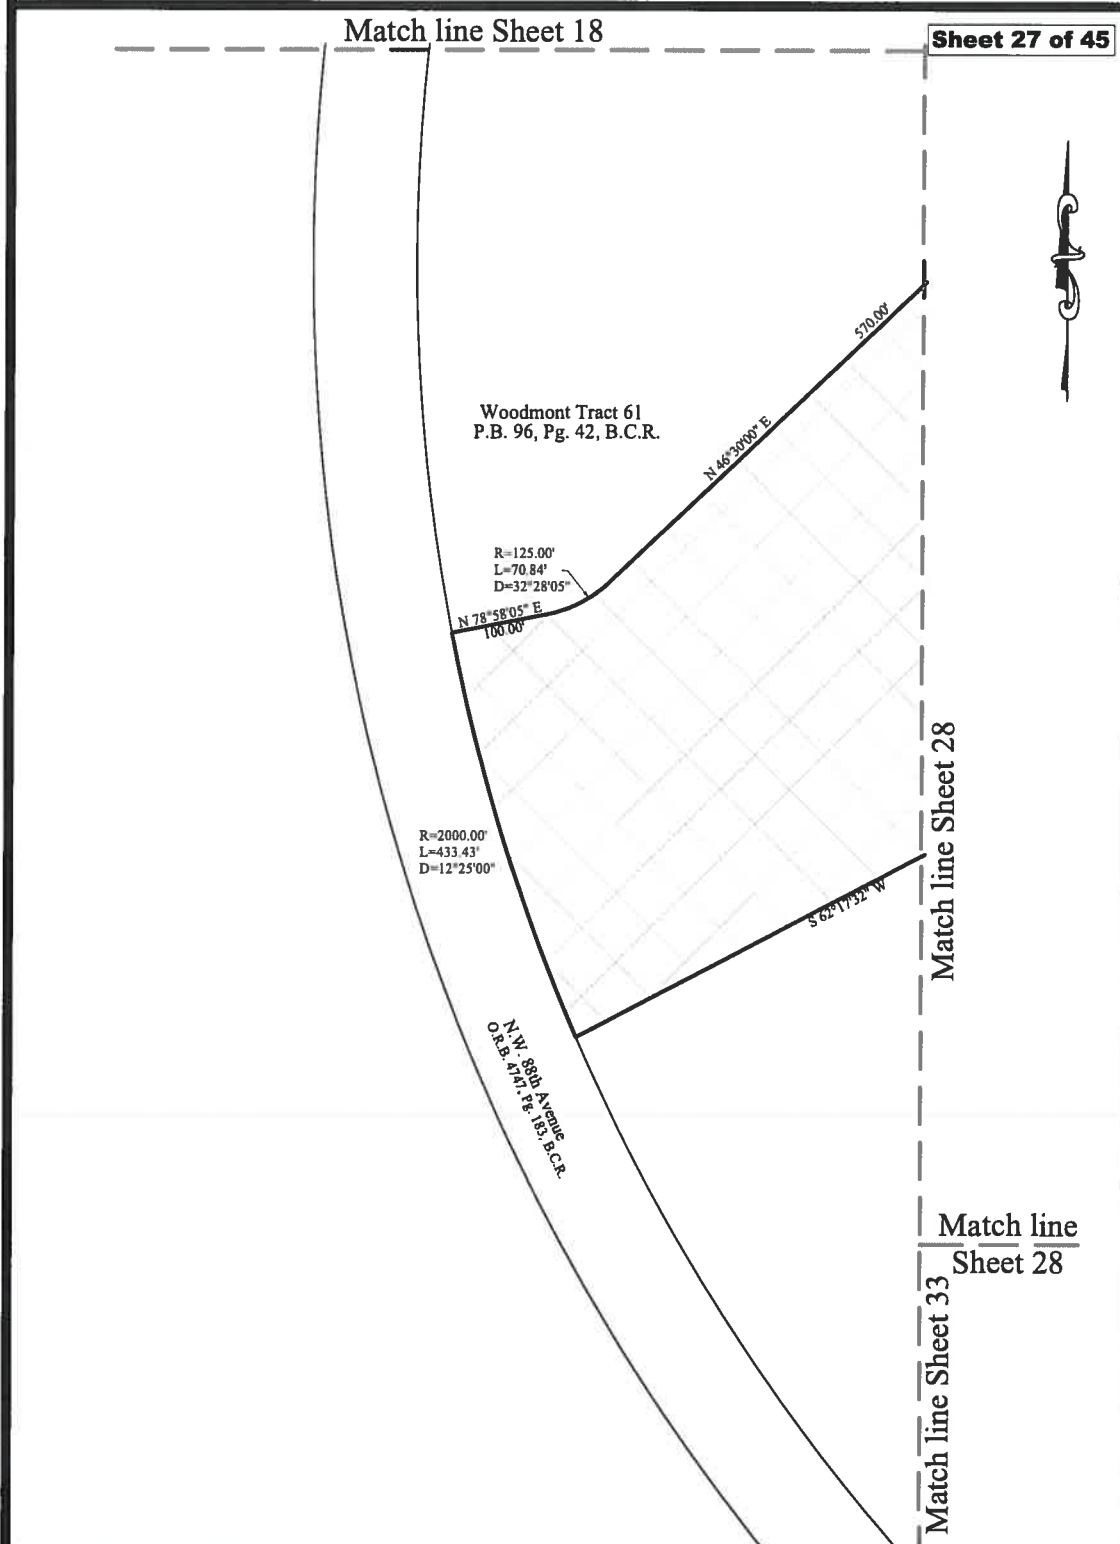 Match line Sheet 18
Sheet 27 of 45
570.00'
Woodmont Tract 61
P.B. 96, Pg. 42, B.C.R.
N 46°30'00" E
R=125.00'
L=70.84'
D=32°28'05"
N 78°58'05" E
100.00'
Match line Sheet 28
R=2000.00'
L=433.43'
D=12°25'00"
S 62°17'32" W
N.W. 88th Avenue
O.R.B. 4747, Pg. 183, B.C.R.
Match line
Sheet 28
Match line Sheet 33